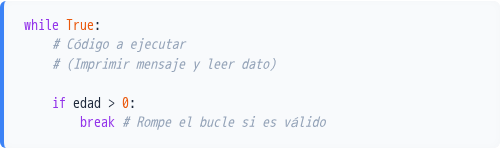 while True:
    # Código a ejecutar
    # (Imprimir mensaje y leer dato)
    if edad > 0:
        break # Rompe el bucle si es válido